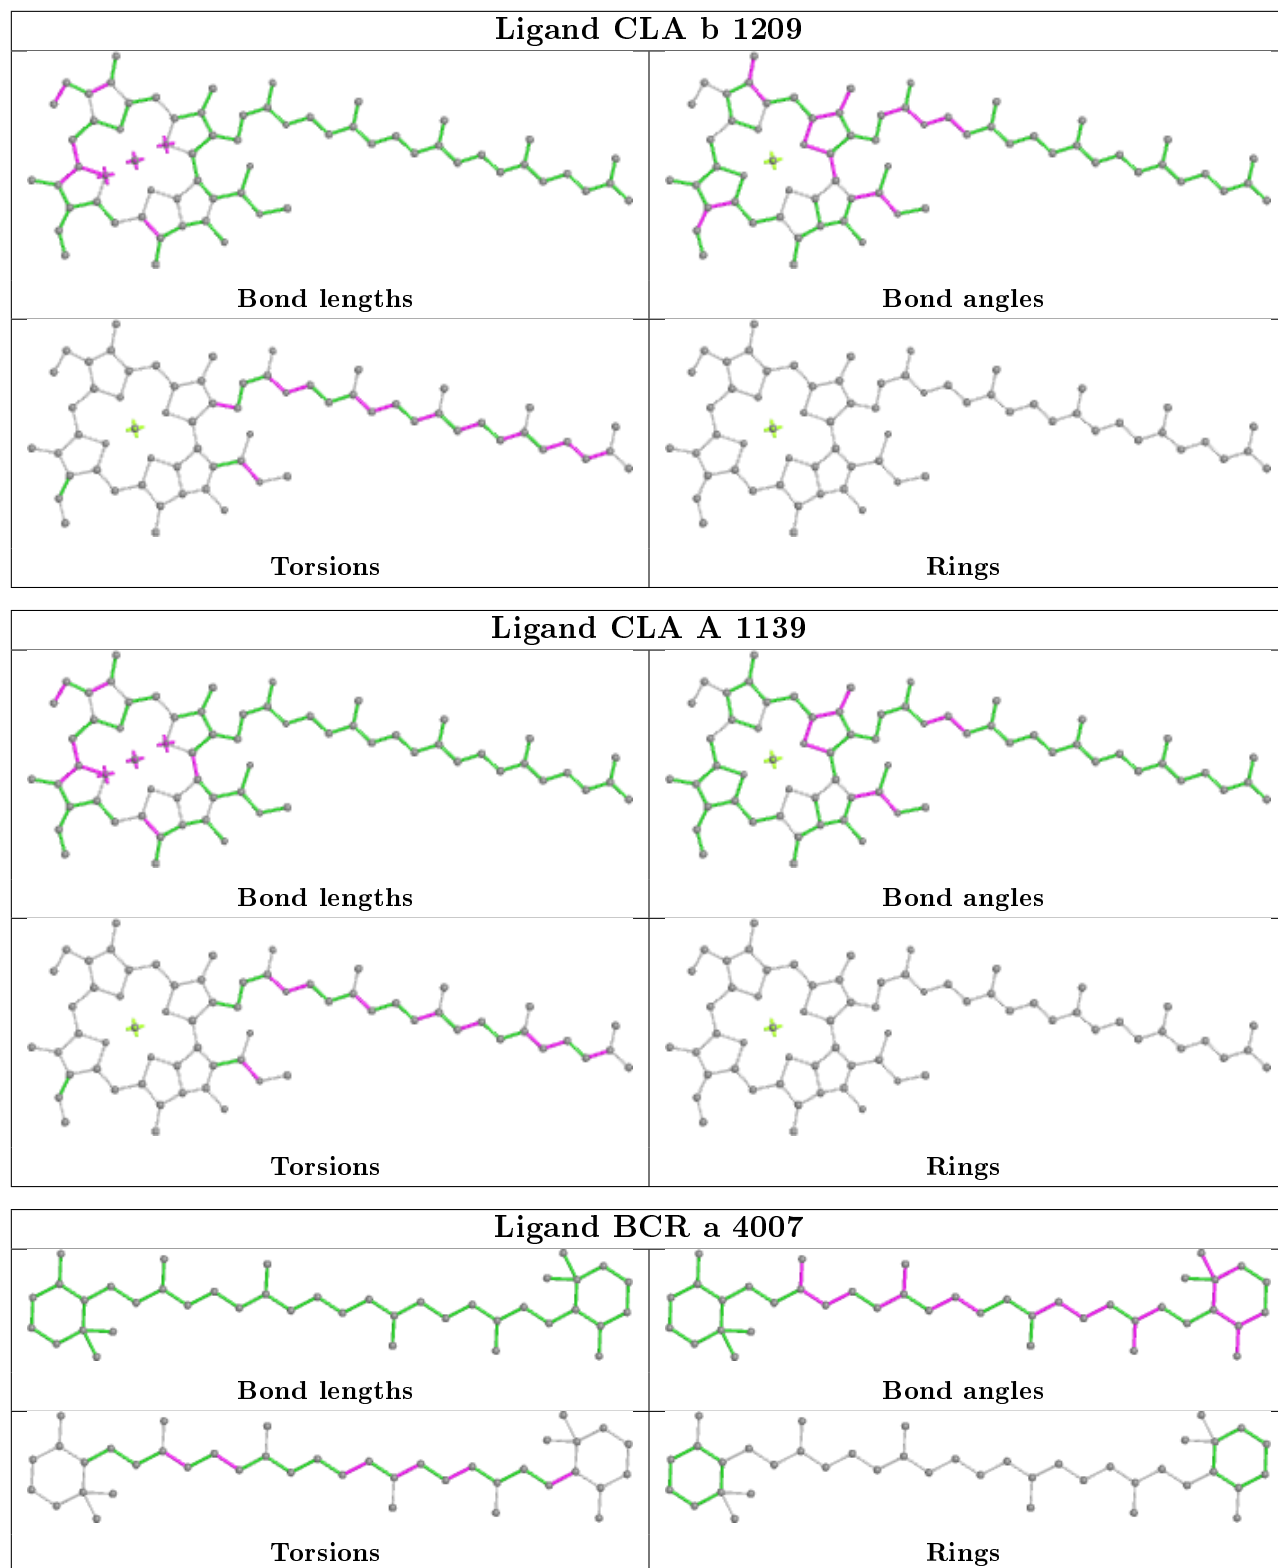 Ligand CLA b 1209
Bond lengths
Bond angles
Torsions
Rings
Ligand CLA A 1139
Bond lengths
Bond angles
Torsions
Rings
Ligand BCR a 4007
Bond lengths
Bond angles
Torsions
Rings